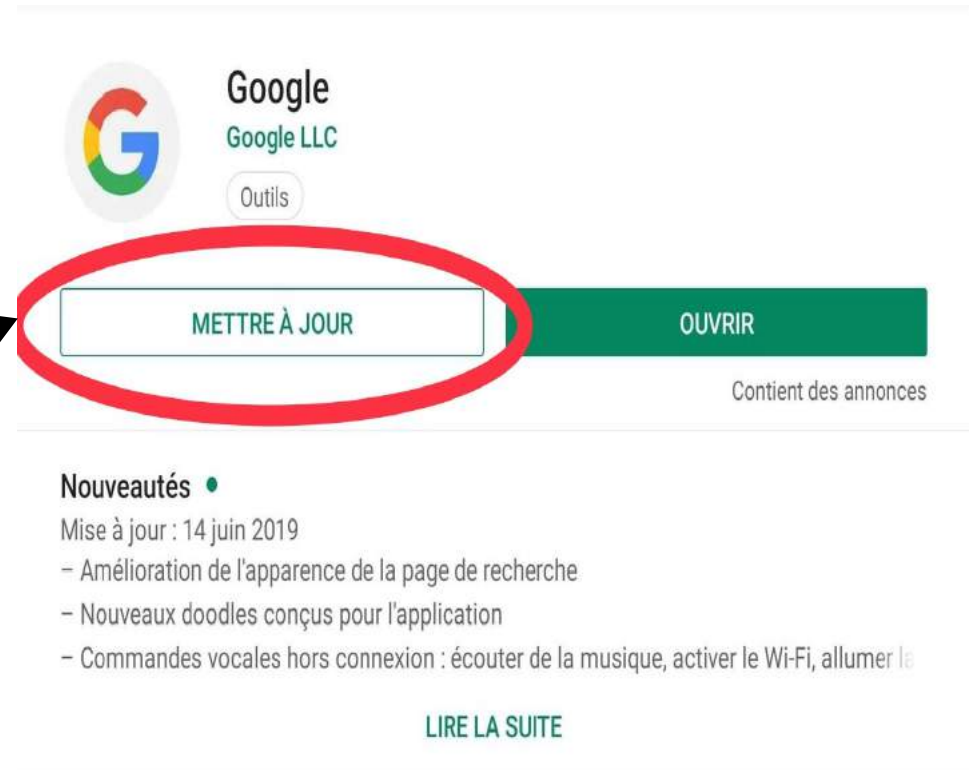 Google
Google LLC
Outils
METTRE À JOUR
OUVRIR
Contient des annonces
Nouveautés
Mise à jour : 14 juin 2019
– Amélioration de l'apparence de la page de recherche
– Nouveaux doodles conçus pour l'application
– Commandes vocales hors connexion : écouter de la musique, activer le Wi-Fi, allumer la
LIRE LA SUITE